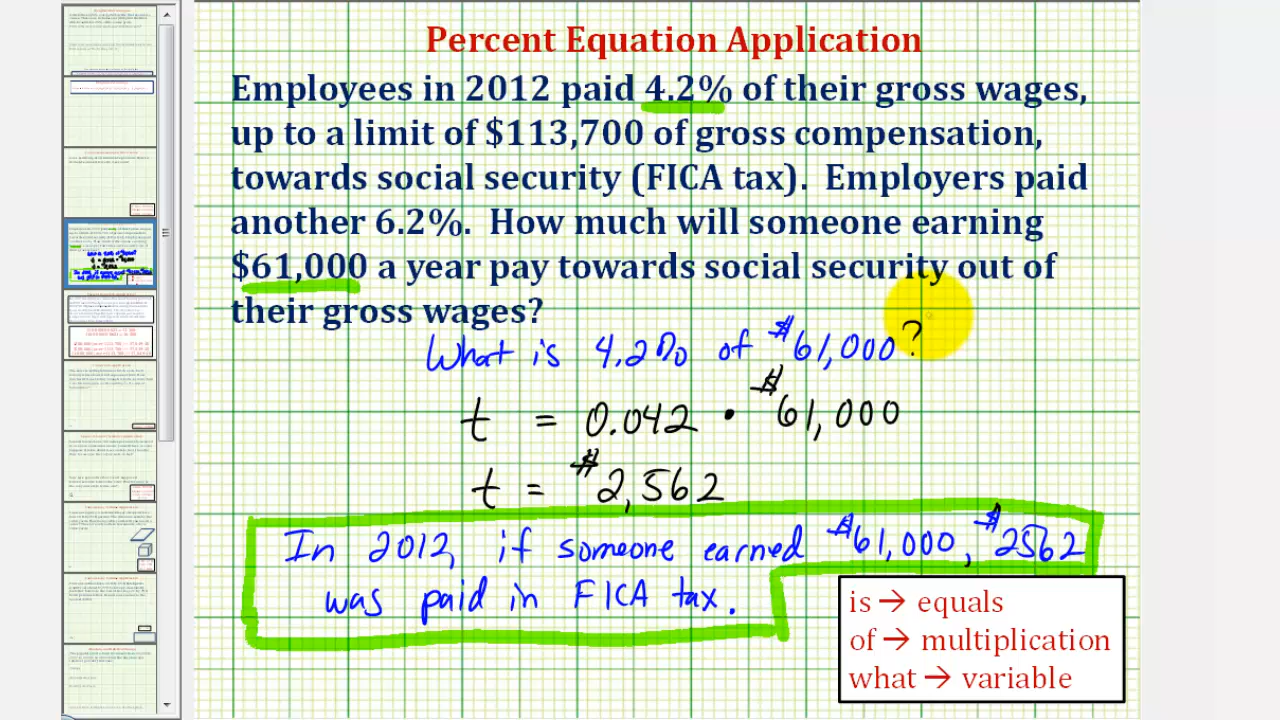 Percent Equation Application
Employees in 2012 paid 4.2% of their gross wages,
up to a limit of $113,700 of gross compensation,
towards social security (FICA tax). Employers paid
another 6.2%. How much will someone earning
$61,000 a year pay towards social security out of
their gross wages?
What is 4.2% of $61,000?
t = 0.042 · $61,000
t = $2,562
In 2012, if someone earned $61,000, $2562
was paid in FICA tax.
is → equals
of → multiplication
what → variable